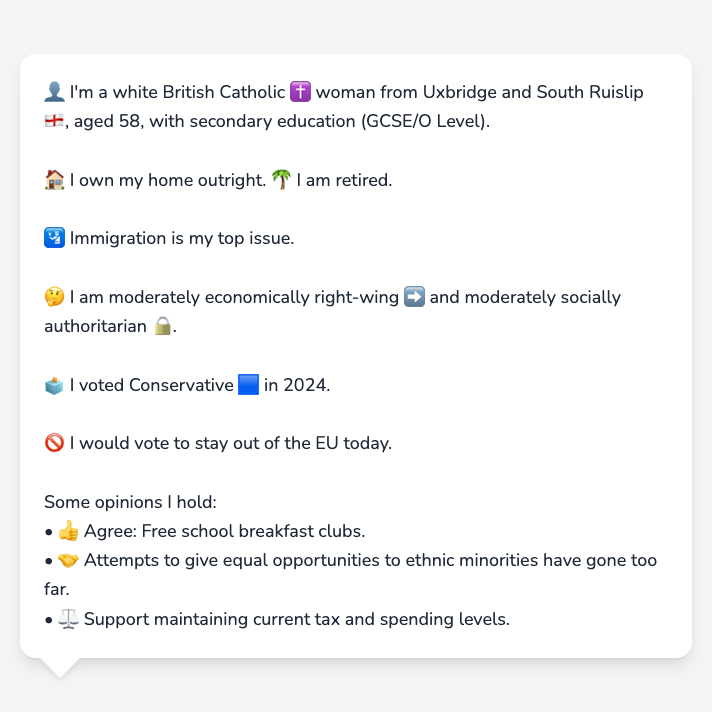 👤 I'm a white British Catholic ✝️ woman from Uxbridge and South Ruislip
🏴󠁧󠁢󠁥󠁮󠁧󠁿, aged 58, with secondary education (GCSE/O Level).
🏠 I own my home outright. 🌴 I am retired.
🛂 Immigration is my top issue.
🤔 I am moderately economically right-wing ➡️ and moderately socially
authoritarian 🔒.
🗳️ I voted Conservative 🟦 in 2024.
🚫 I would vote to stay out of the EU today.
Some opinions I hold:
• 👍 Agree: Free school breakfast clubs.
• 🤝 Attempts to give equal opportunities to ethnic minorities have gone too
far.
• ⚖️ Support maintaining current tax and spending levels.